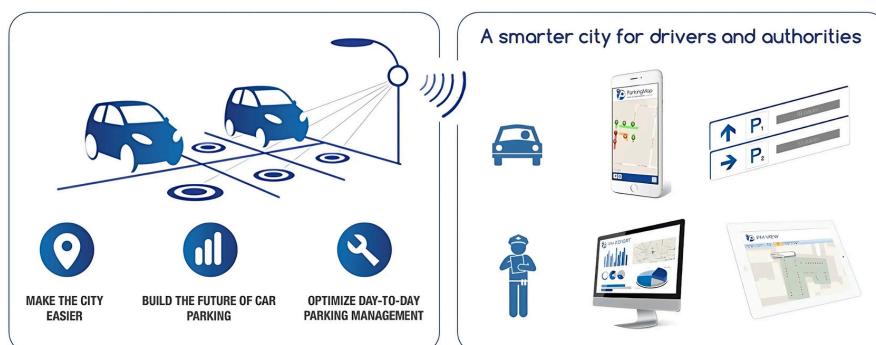 A smarter city for drivers and authorities
ParkingMap
P1
P2
MAKE THE CITY
EASIER
BUILD THE FUTURE OF CAR
PARKING
OPTIMIZE DAY-TO-DAY
PARKING MANAGEMENT